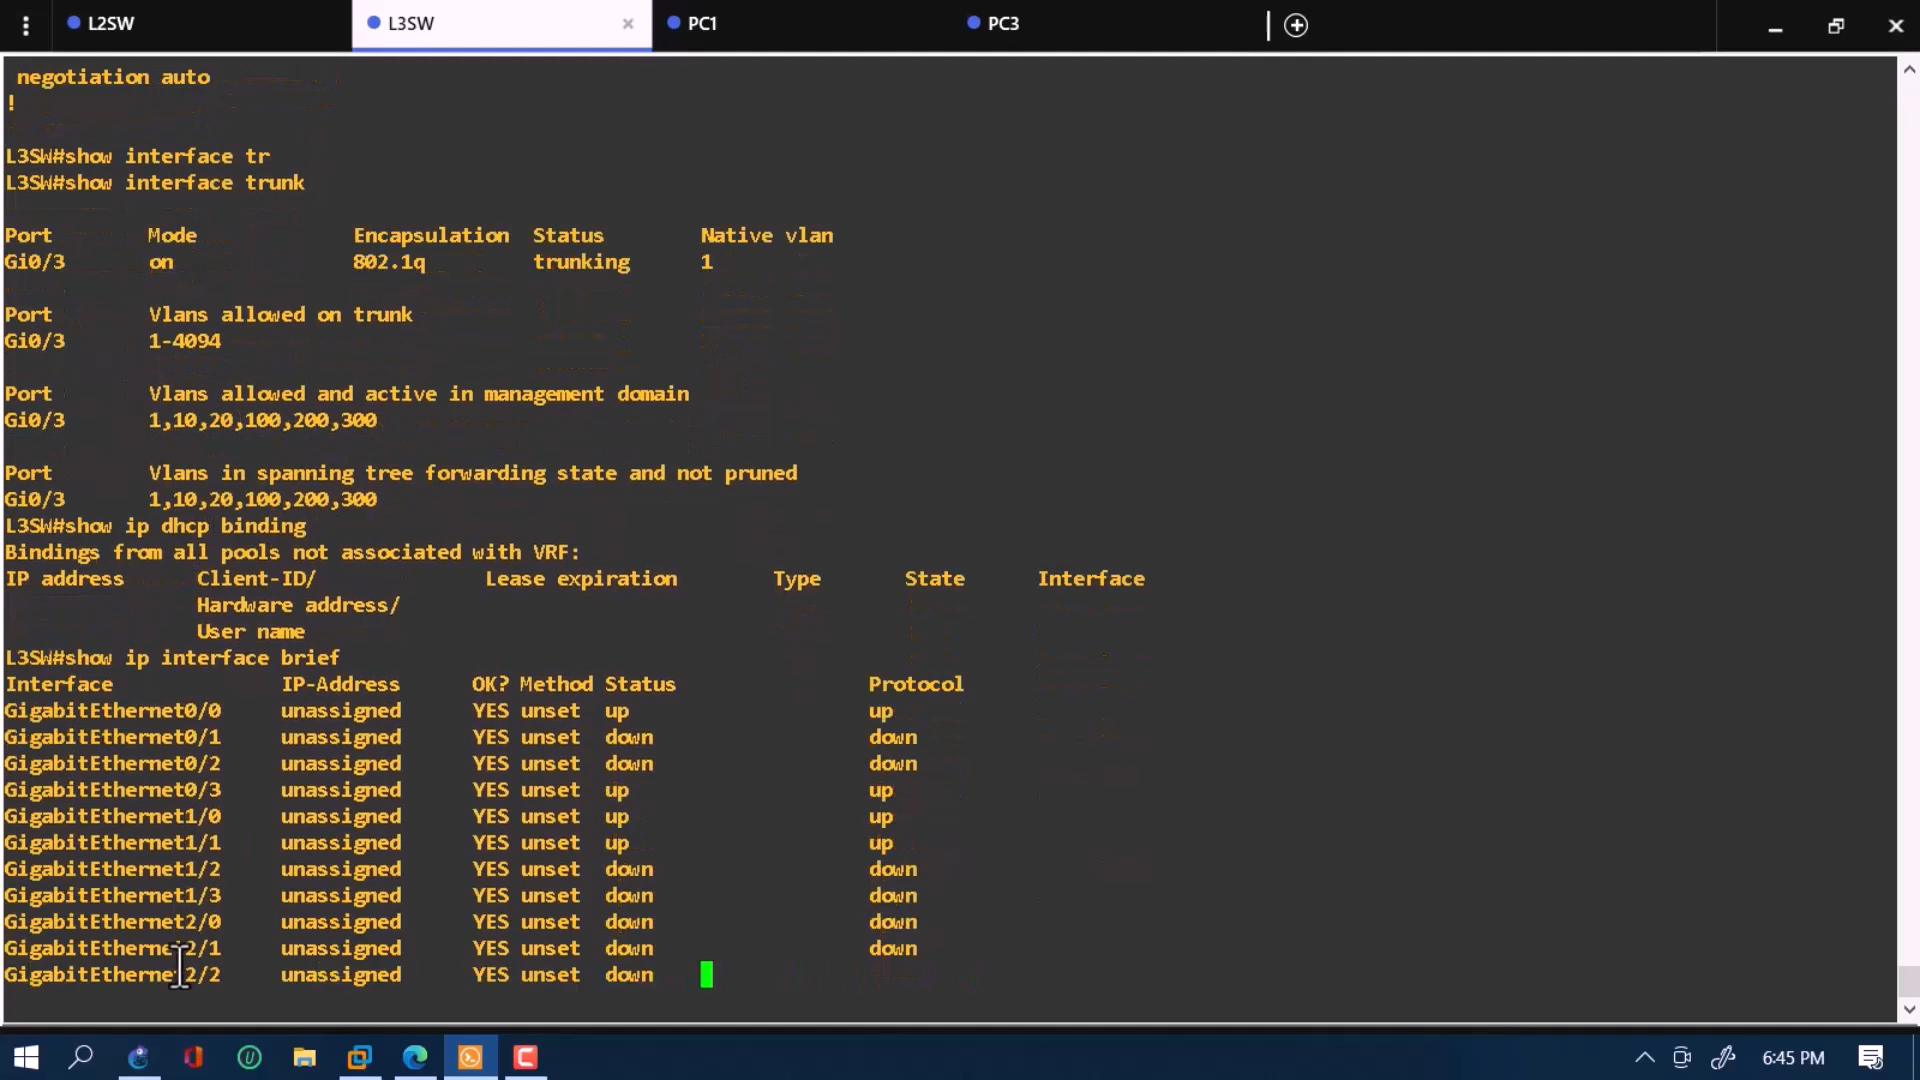 L2SW
L3SW
PC1
PC3
negotiation auto
!
L3SW#show interface tr
L3SW#show interface trunk
Port Mode Encapsulation Status Native vlan
Gi0/3 on 802.1q trunking 1
Port Vlans allowed on trunk
Gi0/3 1-4094
Port Vlans allowed and active in management domain
Gi0/3 1,10,20,100,200,300
Port Vlans in spanning tree forwarding state and not pruned
Gi0/3 1,10,20,100,200,300
L3SW#show ip dhcp binding
Bindings from all pools not associated with VRF:
IP address Client-ID/ Lease expiration Type State Interface
Hardware address/
User name
L3SW#show ip interface brief
Interface IP-Address OK? Method Status Protocol
GigabitEthernet0/0 unassigned YES unset up up
GigabitEthernet0/1 unassigned YES unset down down
GigabitEthernet0/2 unassigned YES unset down down
GigabitEthernet0/3 unassigned YES unset up up
GigabitEthernet1/0 unassigned YES unset up up
GigabitEthernet1/1 unassigned YES unset up up
GigabitEthernet1/2 unassigned YES unset down down
GigabitEthernet1/3 unassigned YES unset down down
GigabitEthernet2/0 unassigned YES unset down down
GigabitEthernet2/1 unassigned YES unset down down
GigabitEthernet2/2 unassigned YES unset down
6:45 PM